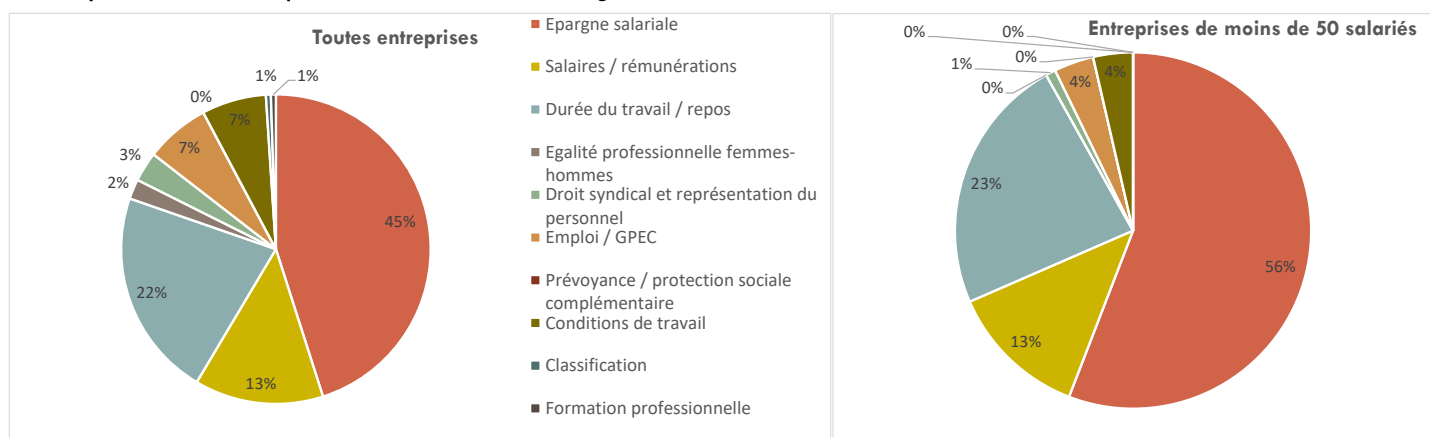 Toutes entreprises
1%
1%
0%
7%
7%
3%
2%
45%
22%
13%
Epargne salariale
Salaires / rémunérations
Durée du travail / repos
Egalité professionnelle femmes-
hommes
Droit syndical et représentation du
personnel
Emploi / GPEC
Prévoyance / protection sociale
complémentaire
Conditions de travail
Classification
Formation professionnelle
Entreprises de moins de 50 salariés
0%
0%
0%
1%
0%
4%
4%
23%
56%
13%